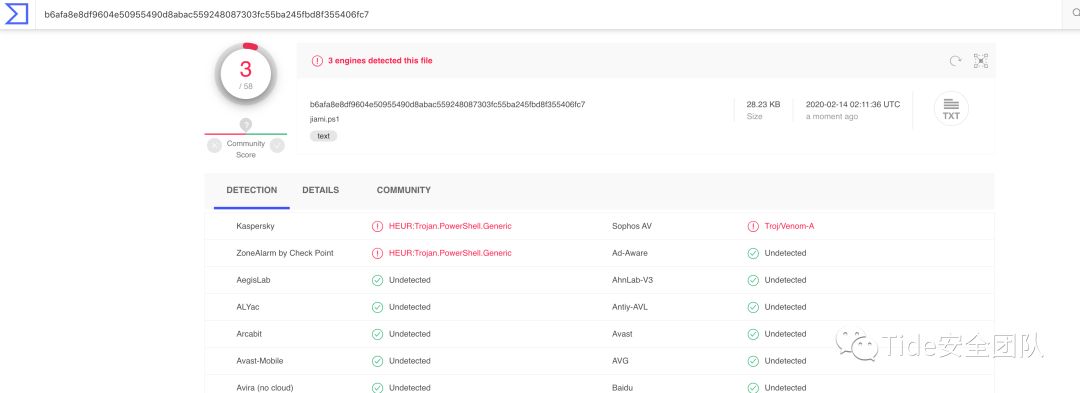 b6afa8e8df9604e50955490d8abac559248087303fc55ba245fbd8f355406fc7
3
/ 58
?
Community
Score
3 engines detected this file
b6afa8e8df9604e50955490d8abac559248087303fc55ba245fbd8f355406fc7
jiami.ps1
text
28.23 KB
Size
2020-02-14 02:11:36 UTC
a moment ago
TXT
DETECTION DETAILS COMMUNITY
Kaspersky HEUR:Trojan.PowerShell.Generic Sophos AV Troj/Venom-A
ZoneAlarm by Check Point HEUR:Trojan.PowerShell.Generic Ad-Aware Undetected
AegisLab Undetected AhnLab-V3 Undetected
ALYac Undetected Antiy-AVL Undetected
Arcabit Undetected Avast Undetected
Avast-Mobile Undetected AVG Undetected
Avira (no cloud) Undetected Baidu Undetected
Tide安全团队